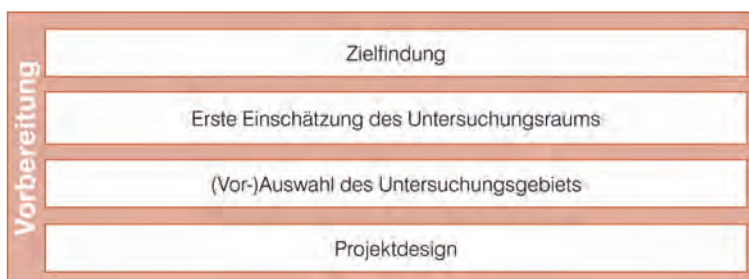 Vorbereitung
Zielfindung
Erste Einschätzung des Untersuchungsraums
(Vor-)Auswahl des Untersuchungsgebiets
Projektdesign